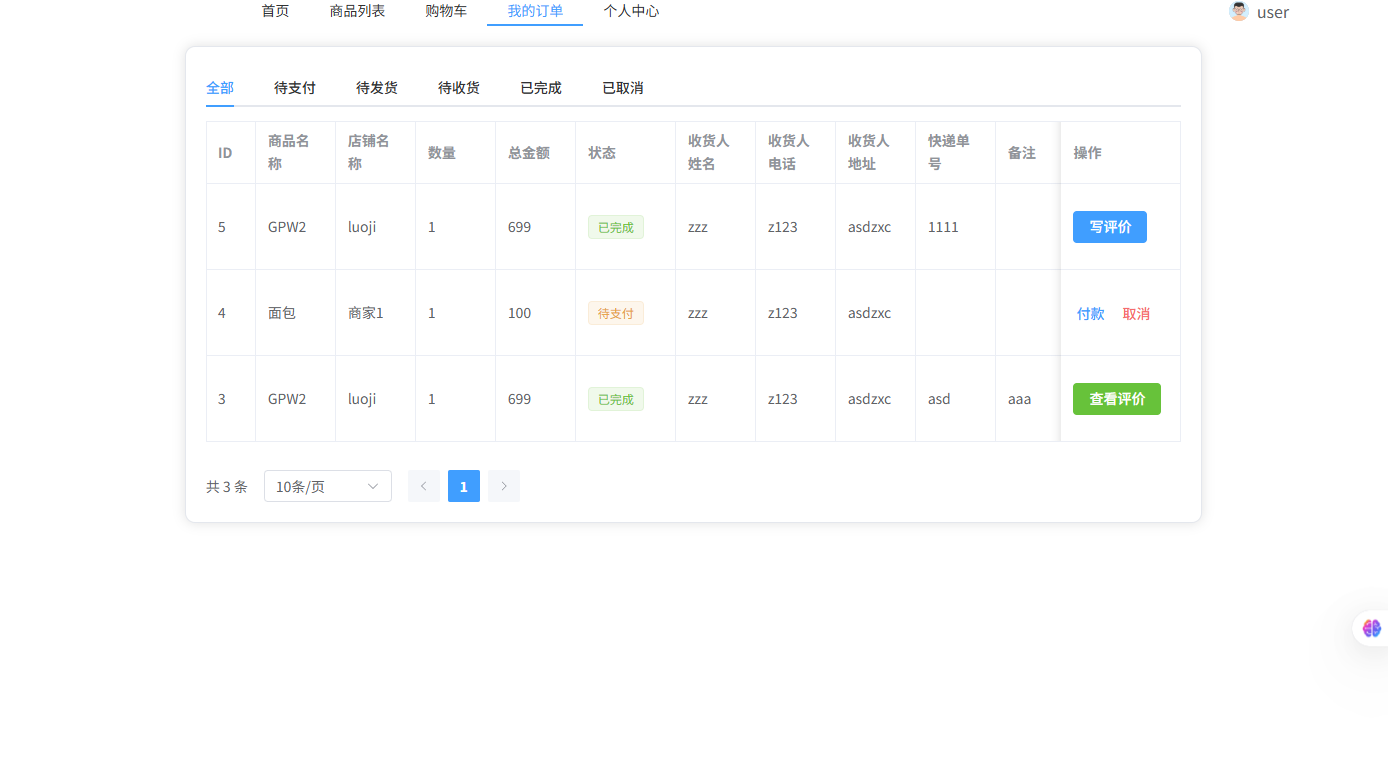 首页 商品列表 购物车 我的订单 个人中心 user
全部 待支付 待发货 待收货 已完成 已取消
ID 商品名称 店铺名称 数量 总金额 状态 收货人姓名 收货人电话 收货人地址 快递单号 备注 操作
5 GPW2 luoji 1 699 已完成 zzz z123 asdzxc 1111 写评价
4 面包 商家1 1 100 待支付 zzz z123 asdzxc 付款 取消
3 GPW2 luoji 1 699 已完成 zzz z123 asdzxc asd aaa 查看评价
共 3 条 10条/页 1